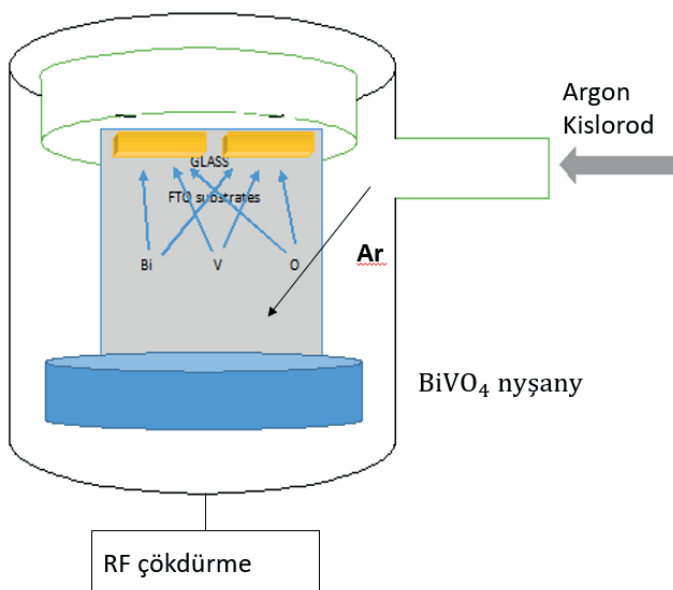 Argon
Kislorod
GLASS
FTO substrates
Bi V O
Ar
BiVO₄ nyşany
RF çökdürme